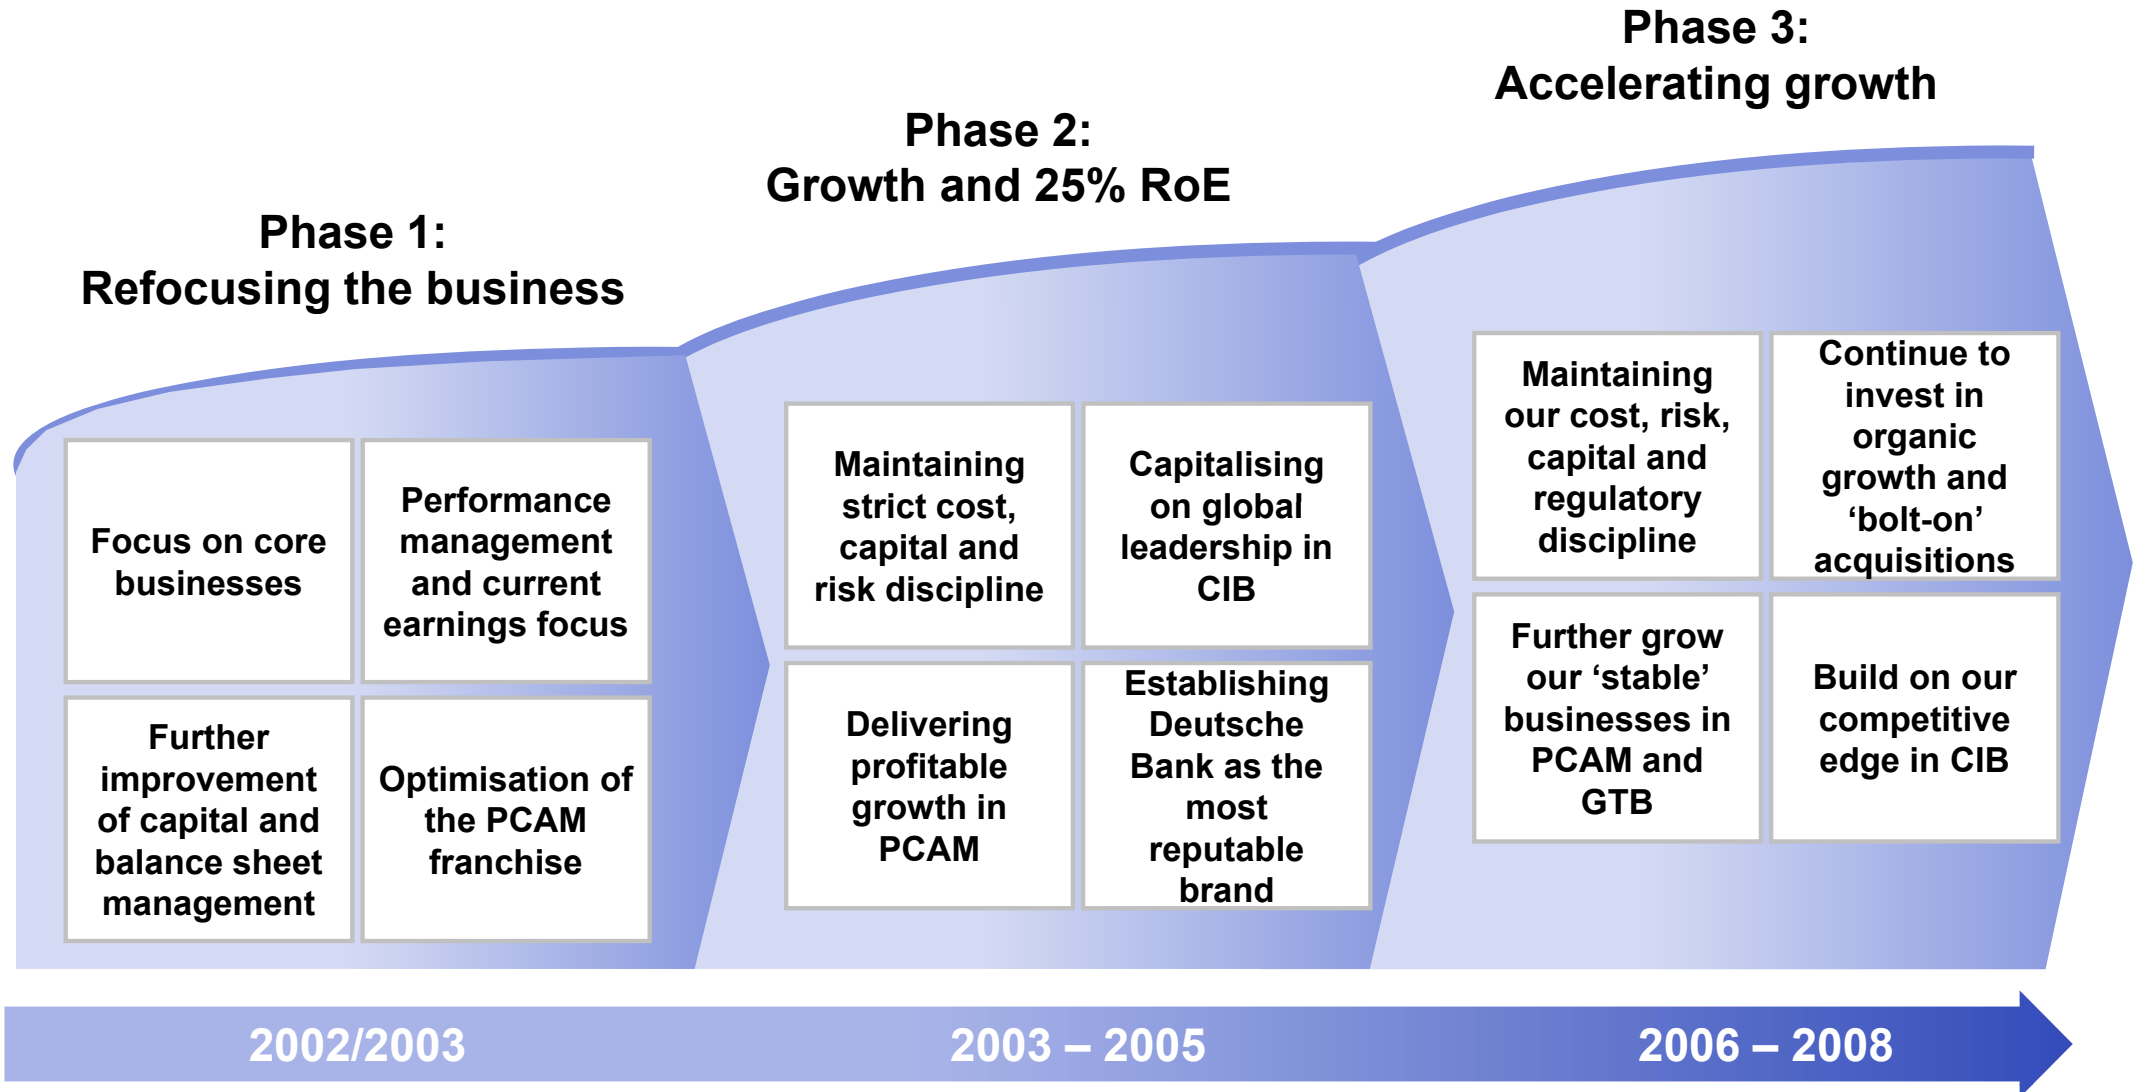 Phase 1:
Refocusing the business
Focus on core
businesses
Performance
management
and current
earnings focus
Further
improvement
of capital and
balance sheet
management
Optimisation of
the PCAM
franchise
2002/2003
Phase 2:
Growth and 25% RoE
Maintaining
strict cost,
capital and
risk discipline
Capitalising
on global
leadership in
CIB
Delivering
profitable
growth in
PCAM
Establishing
Deutsche
Bank as the
most
reputable
brand
2003 – 2005
Phase 3:
Accelerating growth
Maintaining
our cost, risk,
capital and
regulatory
discipline
Continue to
invest in
organic
growth and
‘bolt-on’
acquisitions
Further grow
our ‘stable’
businesses in
PCAM and
GTB
Build on our
competitive
edge in CIB
2006 – 2008